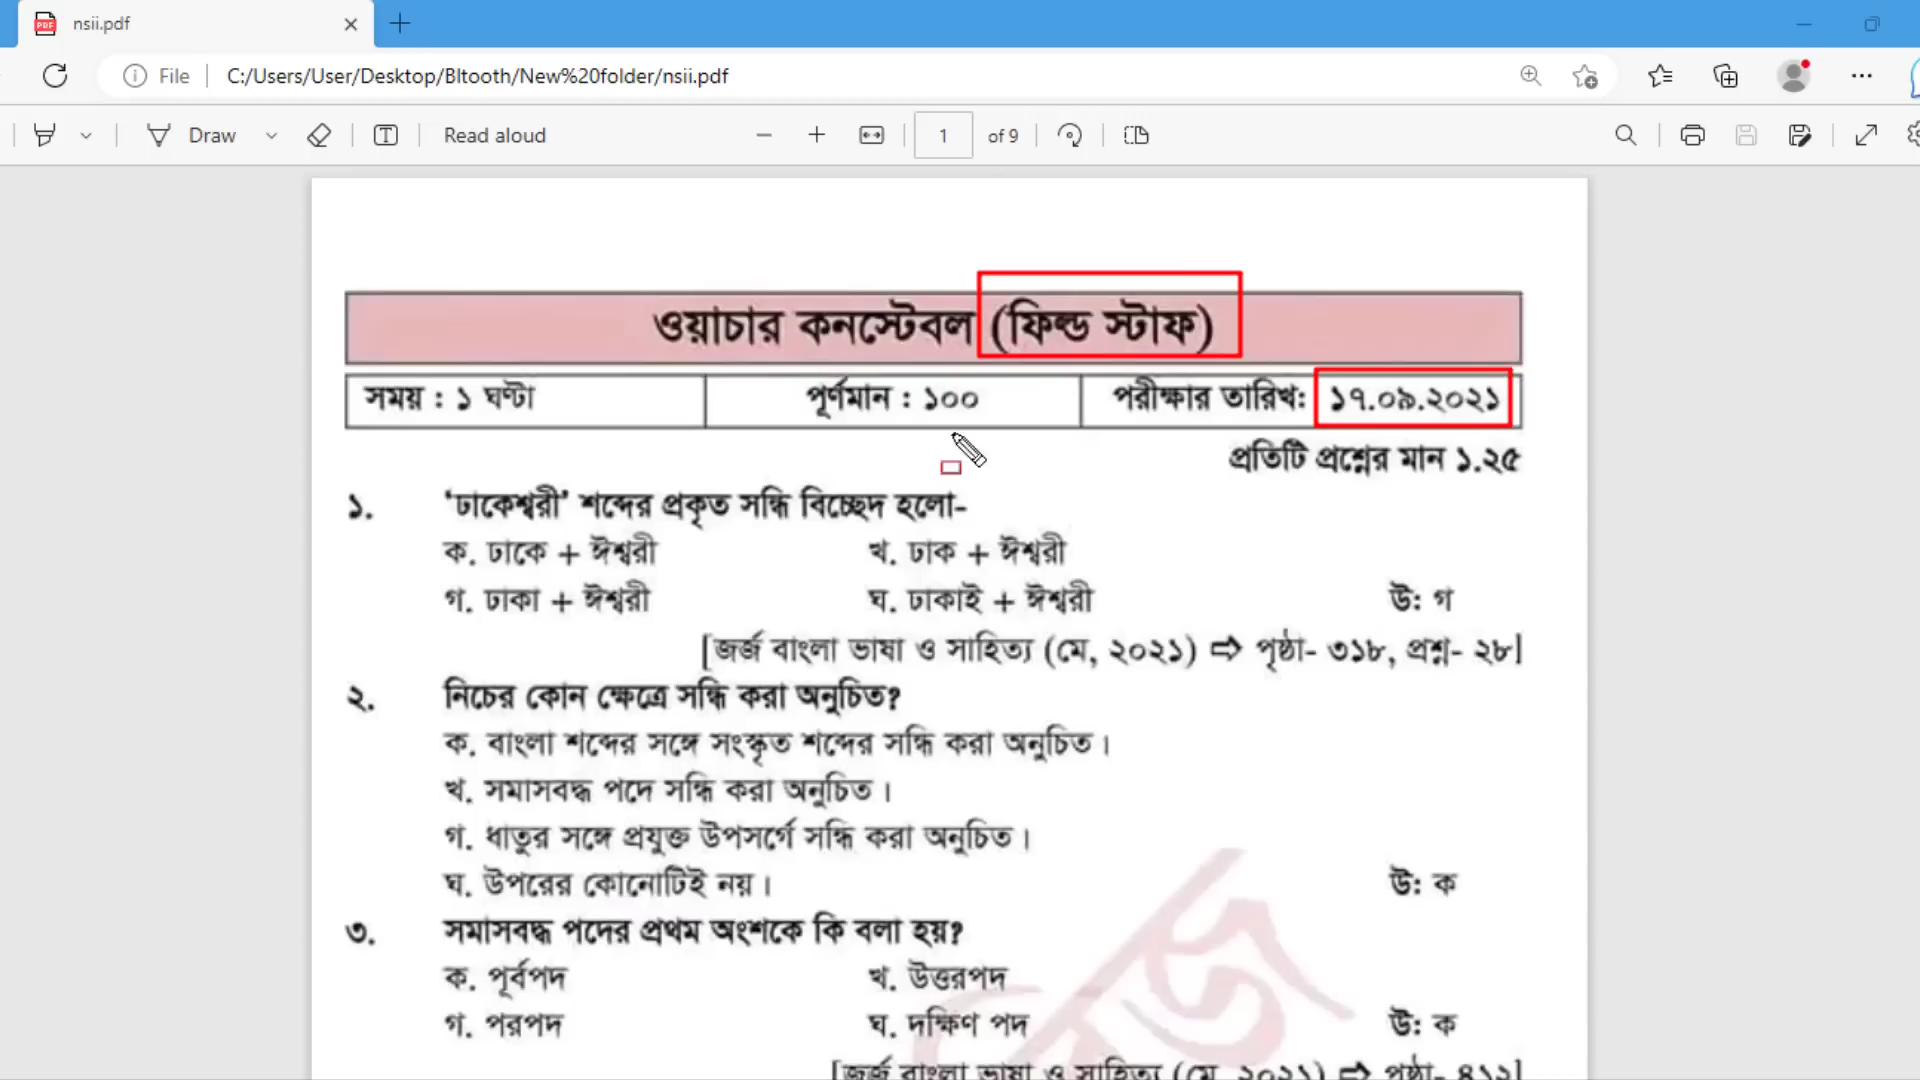 nsii.pdf
File C:/Users/User/Desktop/Bltooth/New%20folder/nsii.pdf
Draw Read aloud 1 of 9
ওয়াচার কনস্টেবল (ফিল্ড স্টাফ)
সময় : ১ ঘণ্টা পূর্ণমান : ১০০ পরীক্ষার তারিখ: ১৭.০৯.২০২১
প্রতিটি প্রশ্নের মান ১.২৫
১. ‘ঢাকেশ্বরী’ শব্দের প্রকৃত সন্ধি বিচ্ছেদ হলো-
ক. ঢাকে + ঈশ্বরী খ. ঢাক + ঈশ্বরী
গ. ঢাকা + ঈশ্বরী ঘ. ঢাকাই + ঈশ্বরী উ: গ
[জর্জ বাংলা ভাষা ও সাহিত্য (মে, ২০২১) ⇨ পৃষ্ঠা- ৩১৮, প্রশ্ন- ২৮]
২. নিচের কোন ক্ষেত্রে সন্ধি করা অনুচিত?
ক. বাংলা শব্দের সঙ্গে সংস্কৃত শব্দের সন্ধি করা অনুচিত।
খ. সমাসবদ্ধ পদে সন্ধি করা অনুচিত।
গ. ধাতুর সঙ্গে প্রযুক্ত উপসর্গে সন্ধি করা অনুচিত।
ঘ. উপরের কোনোটিই নয়। উ: ক
৩. সমাসবদ্ধ পদের প্রথম অংশকে কি বলা হয়?
ক. পূর্বপদ খ. উত্তরপদ
গ. পরপদ ঘ. দক্ষিণ পদ উ: ক
[জর্জ বাংলা ভাষা ও সাহিত্য (মে, ২০২১) ⇨ পৃষ্ঠা- ৪১২]